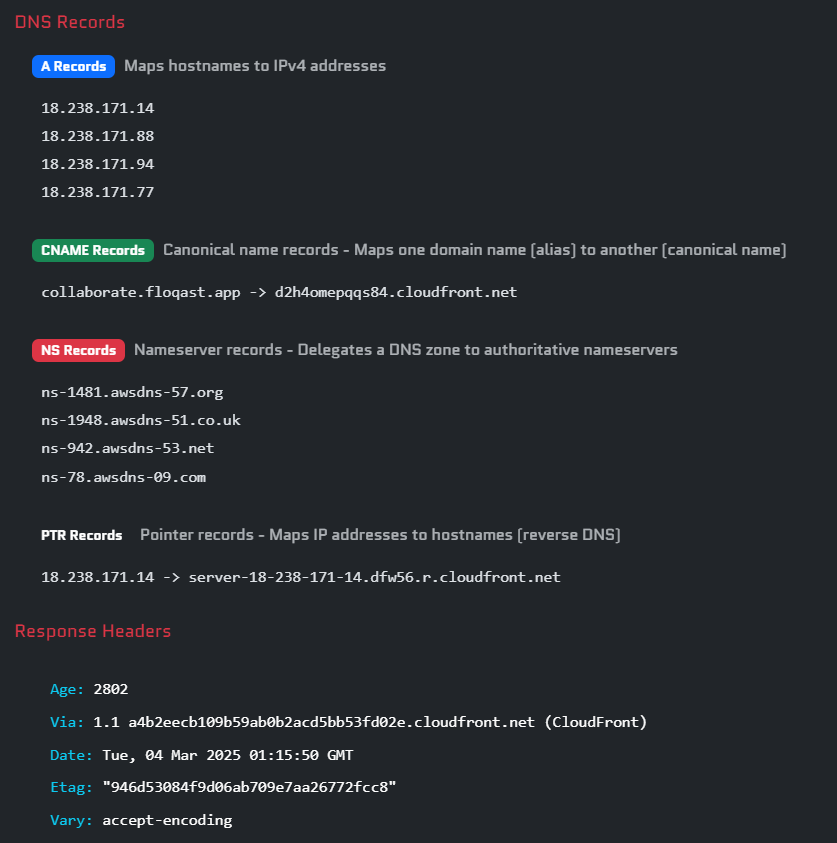 DNS Records
A Records Maps hostnames to IPv4 addresses
18.238.171.14
18.238.171.88
18.238.171.94
18.238.171.77
CNAME Records Canonical name records - Maps one domain name (alias) to another (canonical name)
collaborate.floqast.app -> d2h4omepqqs84.cloudfront.net
NS Records Nameserver records - Delegates a DNS zone to authoritative nameservers
ns-1481.awsdns-57.org
ns-1948.awsdns-51.co.uk
ns-942.awsdns-53.net
ns-78.awsdns-09.com
PTR Records Pointer records - Maps IP addresses to hostnames (reverse DNS)
18.238.171.14 -> server-18-238-171-14.dfw56.r.cloudfront.net
Response Headers
Age: 2802
Via: 1.1 a4b2eecb109b59ab0b2acd5bb53fd02e.cloudfront.net (CloudFront)
Date: Tue, 04 Mar 2025 01:15:50 GMT
Etag: "946d53084f9d06ab709e7aa26772fcc8"
Vary: accept-encoding